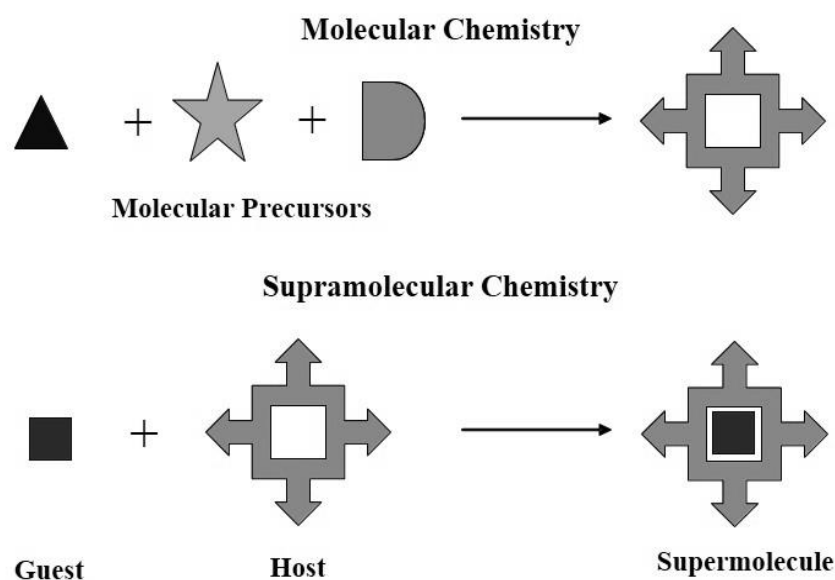 Molecular Chemistry
+
+
Molecular Precursors
Supramolecular Chemistry
+
Guest
Host
Supermolecule